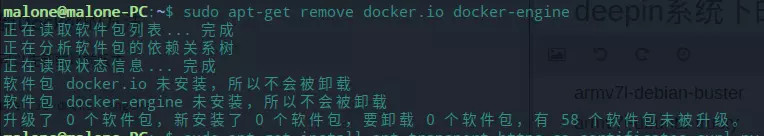 malone@malone-PC:~$ sudo apt-get remove docker.io docker-engine
正在读取软件包列表... 完成
正在分析软件包的依赖关系树
正在读取状态信息... 完成
软件包 docker.io 未安装，所以不会被卸载
软件包 docker-engine 未安装，所以不会被卸载
升级了 0 个软件包，新安装了 0 个软件包，要卸载 0 个软件包，有 58 个软件包未被升级。
deepin系统下的
armv7l-debian-buster